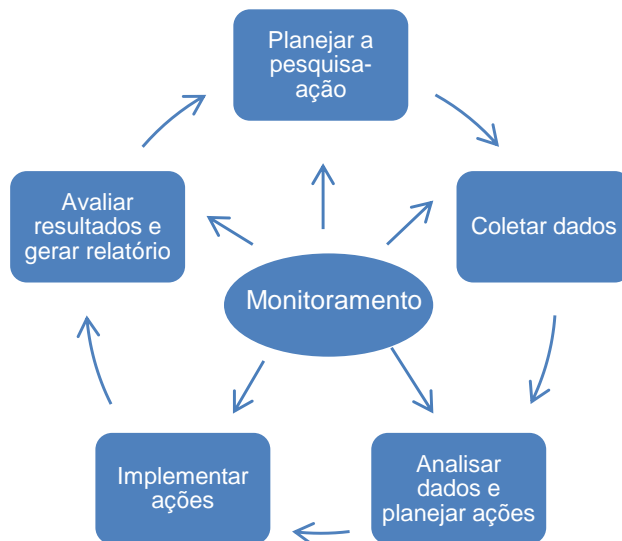 Planejar a
pesquisa-
ação
Avaliar
resultados e
gerar relatório
Coletar dados
Monitoramento
Implementar
ações
Analisar
dados e
planejar ações